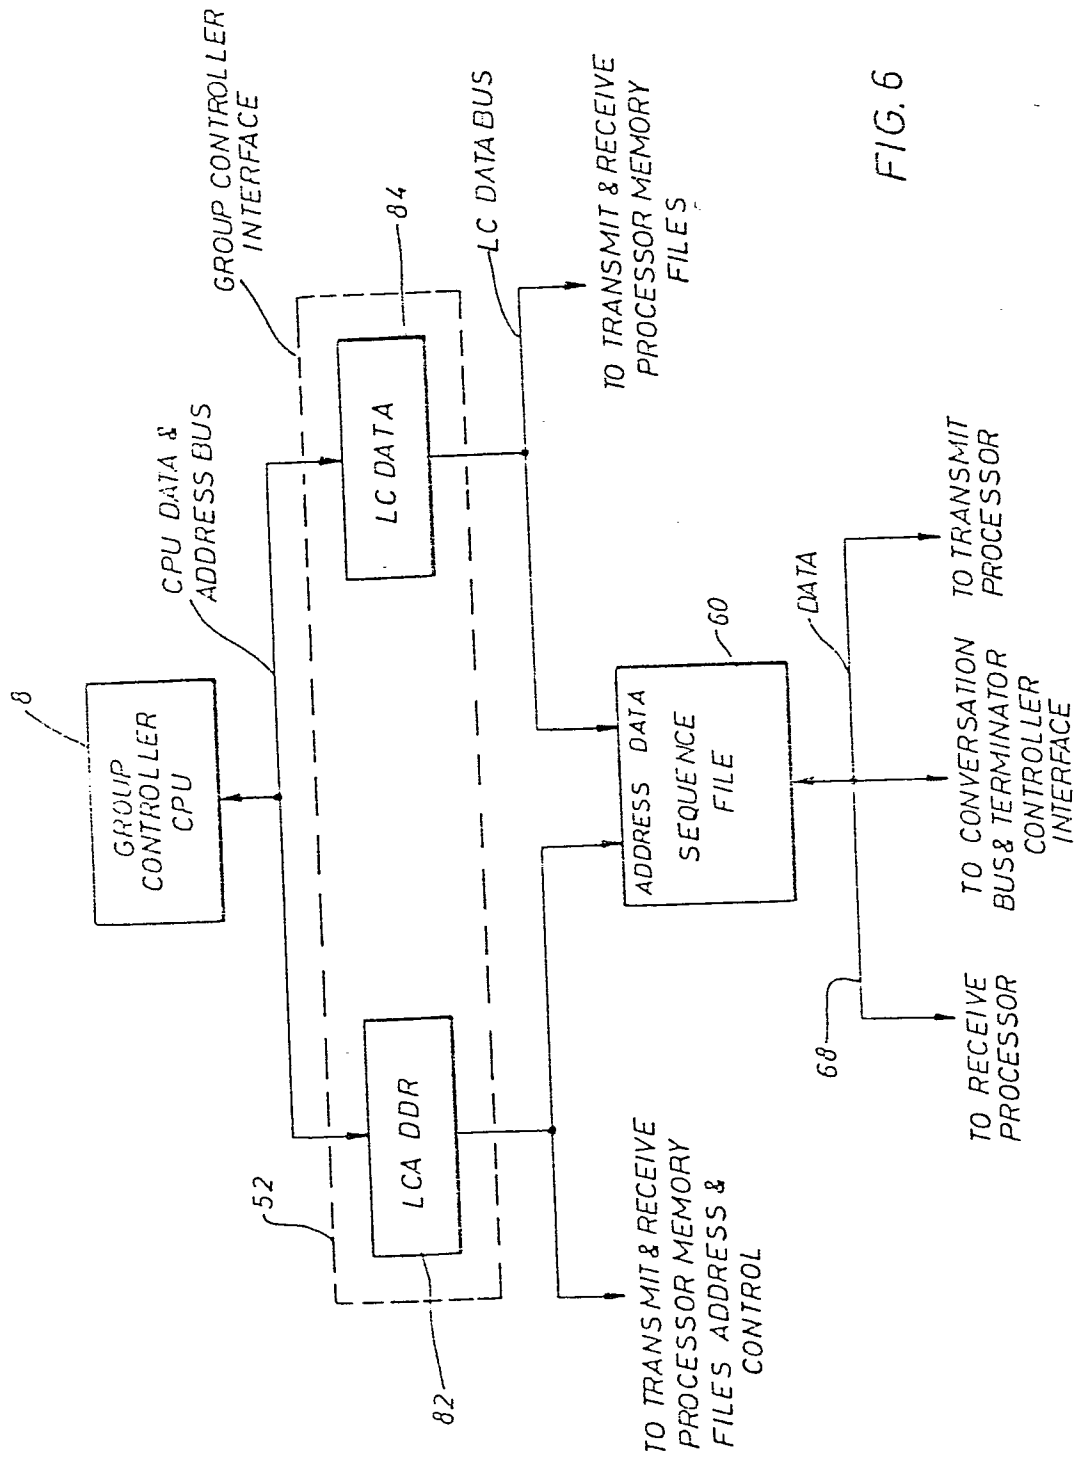 8
GROUP
CONTROLLER
CPU
CPU DATA &
ADDRESS BUS
GROUP CONTROLLER
INTERFACE
52
LCA DDR
82
LC DATA
84
LC DATA BUS
TO TRANSMIT & RECEIVE
PROCESSOR MEMORY
FILES
TO TRANSMIT & RECEIVE
PROCESSOR MEMORY
FILES ADDRESS &
CONTROL
ADDRESS DATA
SEQUENCE
FILE
60
68
DATA
TO RECEIVE
PROCESSOR
TO CONVERSATION
BUS & TERMINATOR
CONTROLLER
INTERFACE
TO TRANSMIT
PROCESSOR
FIG. 6